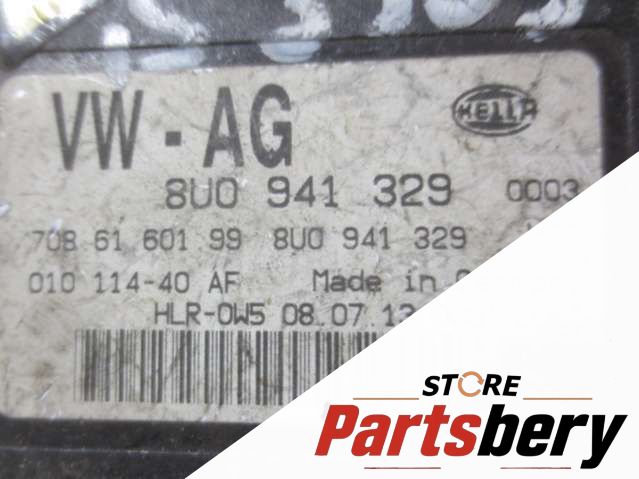 VW - AG
HELLA
8U0 941 329 0003
708 61 601 99 8U0 941 329
010 114-40 AF Made in
HLR-0W5 08.07.13
STORE
Partsbery